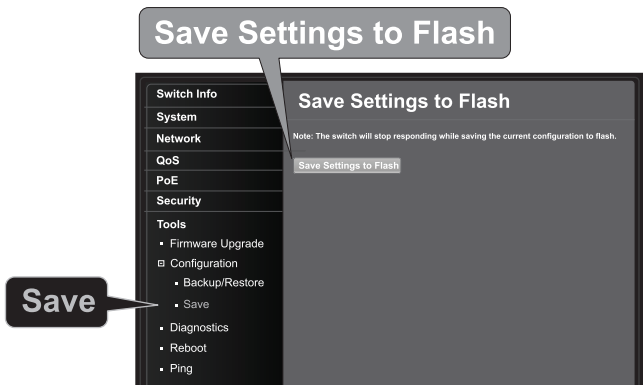 Save Settings to Flash
Switch Info
System
Network
QoS
PoE
Security
Tools
Firmware Upgrade
Configuration
Backup/Restore
Save
Diagnostics
Reboot
Ping
Save Settings to Flash
Note: The switch will stop responding while saving the current configuration to flash.
Save Settings to Flash
Save